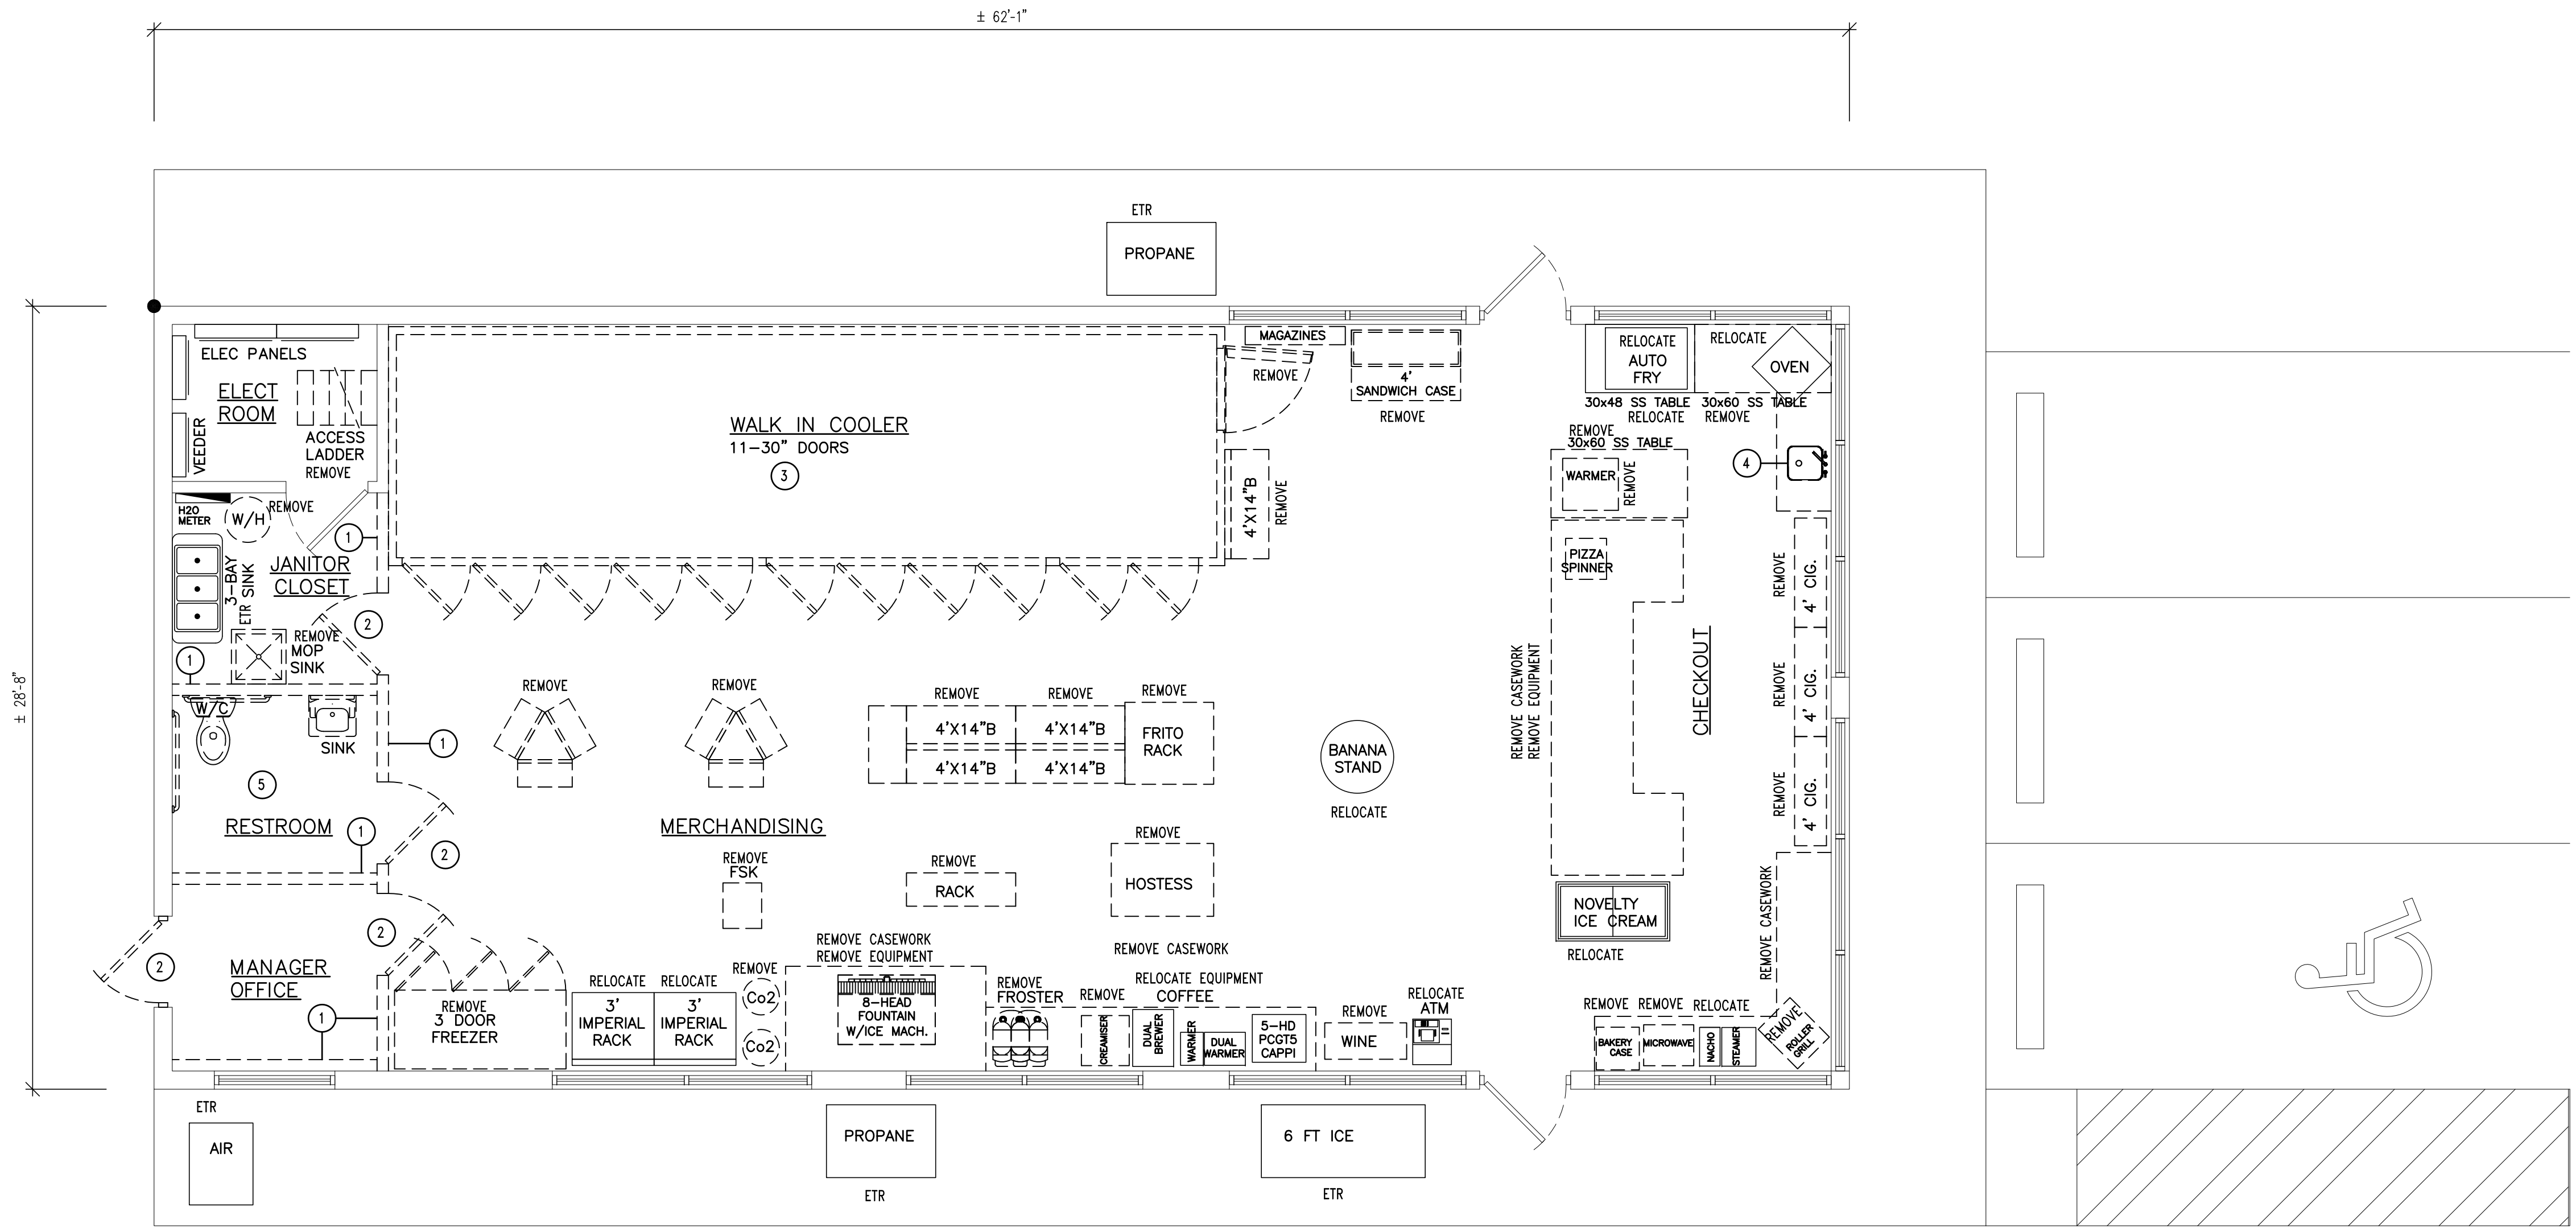 ± 62'-1"
ETR
PROPANE
± 28'-8"
ELEC PANELS
ELECT
ROOM
VEEDER
ACCESS
LADDER
REMOVE
H2O
METER
W/H
REMOVE
1
JANITOR
CLOSET
3-BAY
SINK
ETR
REMOVE
MOP
SINK
1
2
WALK IN COOLER
11-30" DOORS
3
MAGAZINES
REMOVE
4'
SANDWICH CASE
REMOVE
4'X14"B
REMOVE
RELOCATE
AUTO
FRY
RELOCATE
OVEN
30x48 SS TABLE
RELOCATE
30x60 SS TABLE
REMOVE
REMOVE
30x60 SS TABLE
WARMER
REMOVE
4
PIZZA
SPINNER
REMOVE CASEWORK
REMOVE EQUIPMENT
CHECKOUT
REMOVE
4' CIG.
REMOVE
4' CIG.
REMOVE
4' CIG.
W/C
SINK
1
5
RESTROOM
1
2
REMOVE
REMOVE
MERCHANDISING
REMOVE
REMOVE
REMOVE
4'X14"B
4'X14"B
FRITO
RACK
4'X14"B
4'X14"B
BANANA
STAND
RELOCATE
REMOVE
FSK
REMOVE
RACK
REMOVE
HOSTESS
NOVELTY
ICE CREAM
RELOCATE
REMOVE CASEWORK
2
2
MANAGER
OFFICE
1
REMOVE
3 DOOR
FREEZER
RELOCATE
RELOCATE
3'
IMPERIAL
RACK
3'
IMPERIAL
RACK
REMOVE
Co2
Co2
REMOVE CASEWORK
REMOVE EQUIPMENT
8-HEAD
FOUNTAIN
W/ICE MACH.
REMOVE
FROSTER
REMOVE CASEWORK
RELOCATE EQUIPMENT
COFFEE
REMOVE
CREAMISER
DUAL
BREWER
WARMER
DUAL
WARMER
5-HD
PCGT5
CAPPI
REMOVE
WINE
RELOCATE
ATM
REMOVE
REMOVE
RELOCATE
BAKERY
CASE
MICROWAVE
NACHO
STEAMER
REMOVE
ROLLER
GRILL
ETR
AIR
PROPANE
ETR
6 FT ICE
ETR